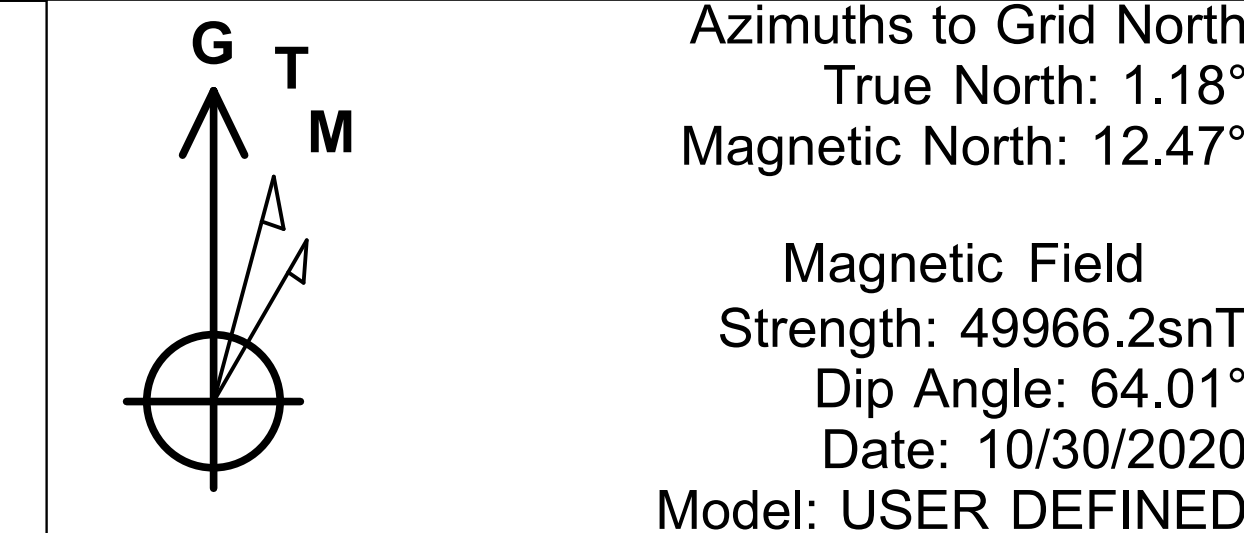 G
T
M
Azimuths to Grid North
True North: 1.18°
Magnetic North: 12.47°
Magnetic Field
Strength: 49966.2snT
Dip Angle: 64.01°
Date: 10/30/2020
Model: USER DEFINED